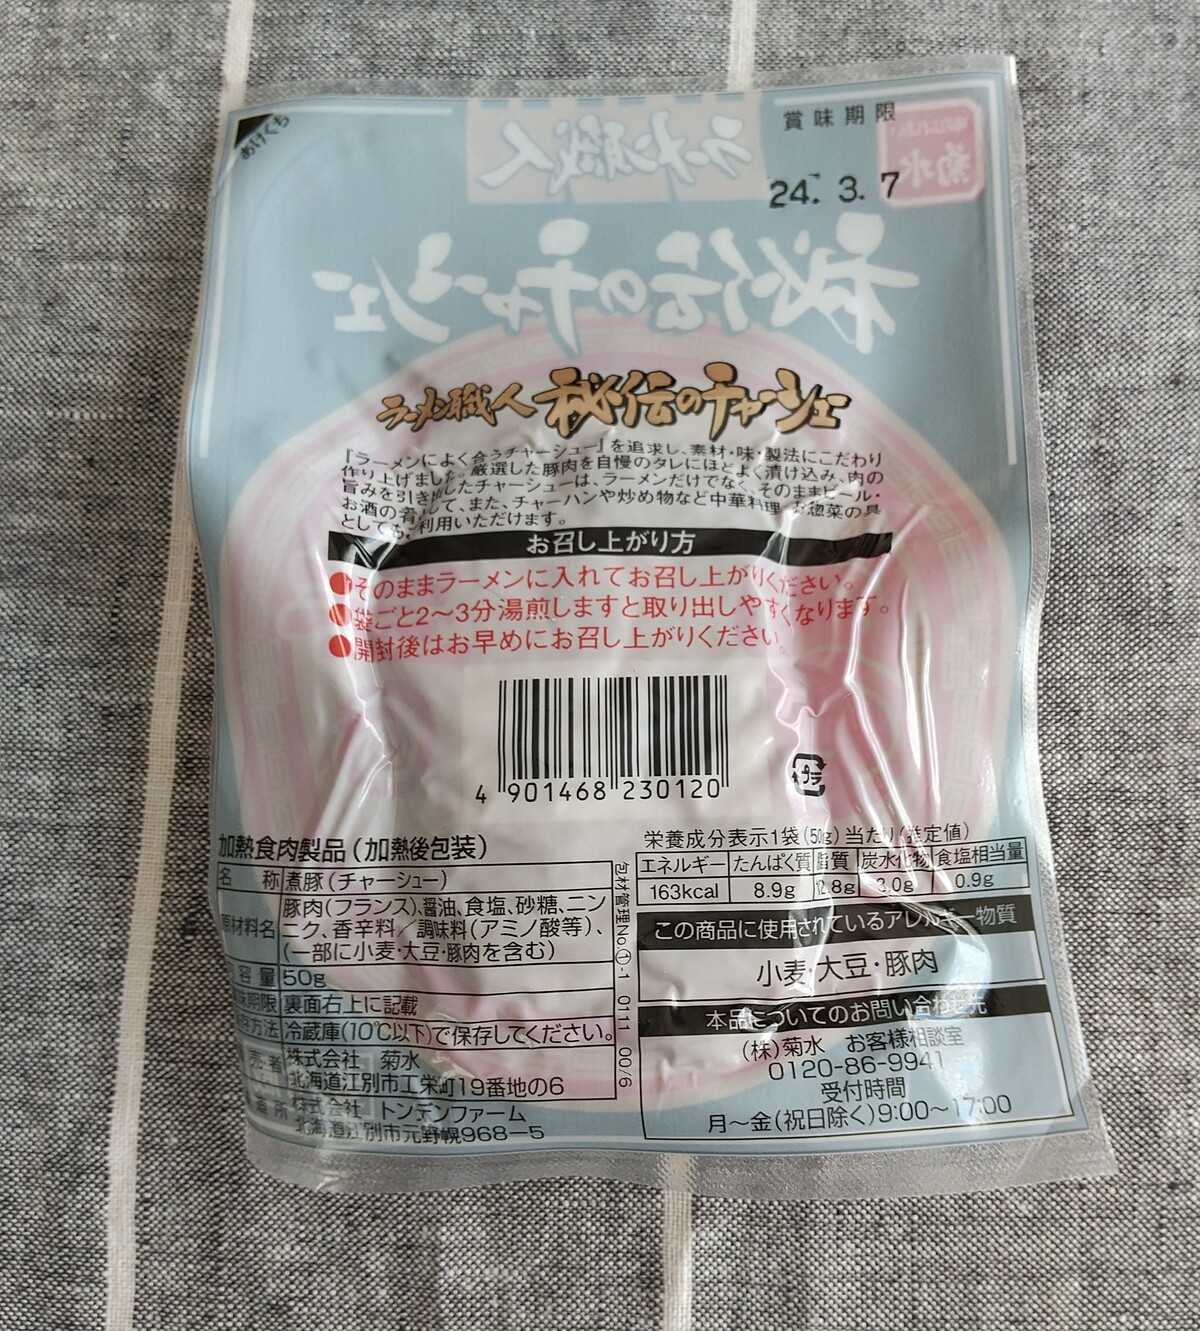 あけくち
賞味期限
24. 3. 7
ラーメン職人
菊水
秘伝のチャーシュー
ラーメン職人 秘伝のチャーシュー
『ラーメンによく合うチャーシュー』を追求し、素材・味・製法にこだわり
作り上げました。厳選した豚肉を自慢のタレにほどよく漬け込み、肉の
旨みを引き出したチャーシューは、ラーメンだけでなく、そのままビール・
お酒の肴として、また、チャーハンや炒め物など中華料理、お惣菜の具
としても、ご利用いただけます。
お召し上がり方
●そのままラーメンに入れてお召し上がりください。
●袋ごと2〜3分湯煎しますと取り出しやすくなります。
●開封後はお早めにお召し上がりください。
4 901468 230120
プラ
加熱食肉製品(加熱後包装)
名 称 煮豚(チャーシュー)
原材料名 豚肉(フランス)、醤油、食塩、砂糖、ニン
ニク、香辛料/調味料(アミノ酸等)、
(一部に小麦・大豆・豚肉を含む)
内容量 50g
賞味期限 裏面右上に記載
保存方法 冷蔵庫(10℃以下)で保存してください。
販売者 株式会社 菊水
北海道江別市工栄町19番地の6
製造所 株式会社 トンデンファーム
北海道江別市元野幌968-5
包材管理No.①-1 0111 00/6
栄養成分表示1袋(50g)当たり(推定値)
エネルギー たんぱく質 脂質 炭水化物 食塩相当量
163kcal 8.9g 12.8g 3.0g 0.9g
この商品に使用されているアレルギー物質
小麦・大豆・豚肉
本品についてのお問い合わせ先
(株)菊水 お客様相談室
0120-86-9941
受付時間
月〜金(祝日除く)9:00〜17:00